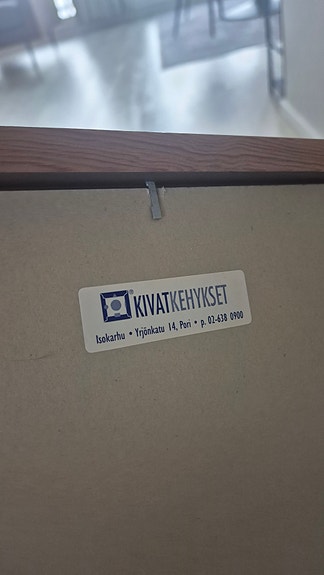 ® KIVATKEHYKSET
Isokarhu • Yrjönkatu 14, Pori • p. 02-638 0900